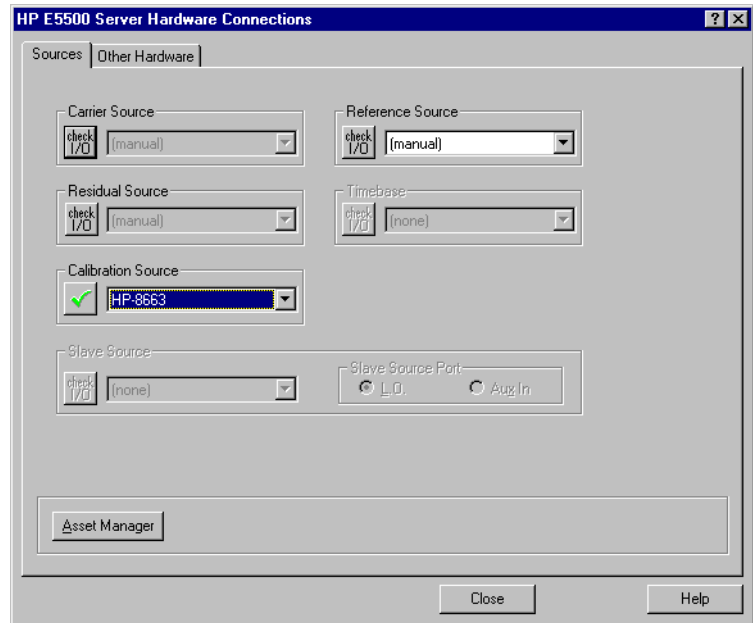 HP E5500 Server Hardware Connections
Sources Other Hardware
Carrier Source Reference Source
check I/O (manual) check I/O (manual)
Residual Source Timebase
check I/O (manual) check I/O (none)
Calibration Source
HP-8663
Slave Source
Slave Source Port
check I/O (none) L.O. Aux In
Asset Manager
Close Help